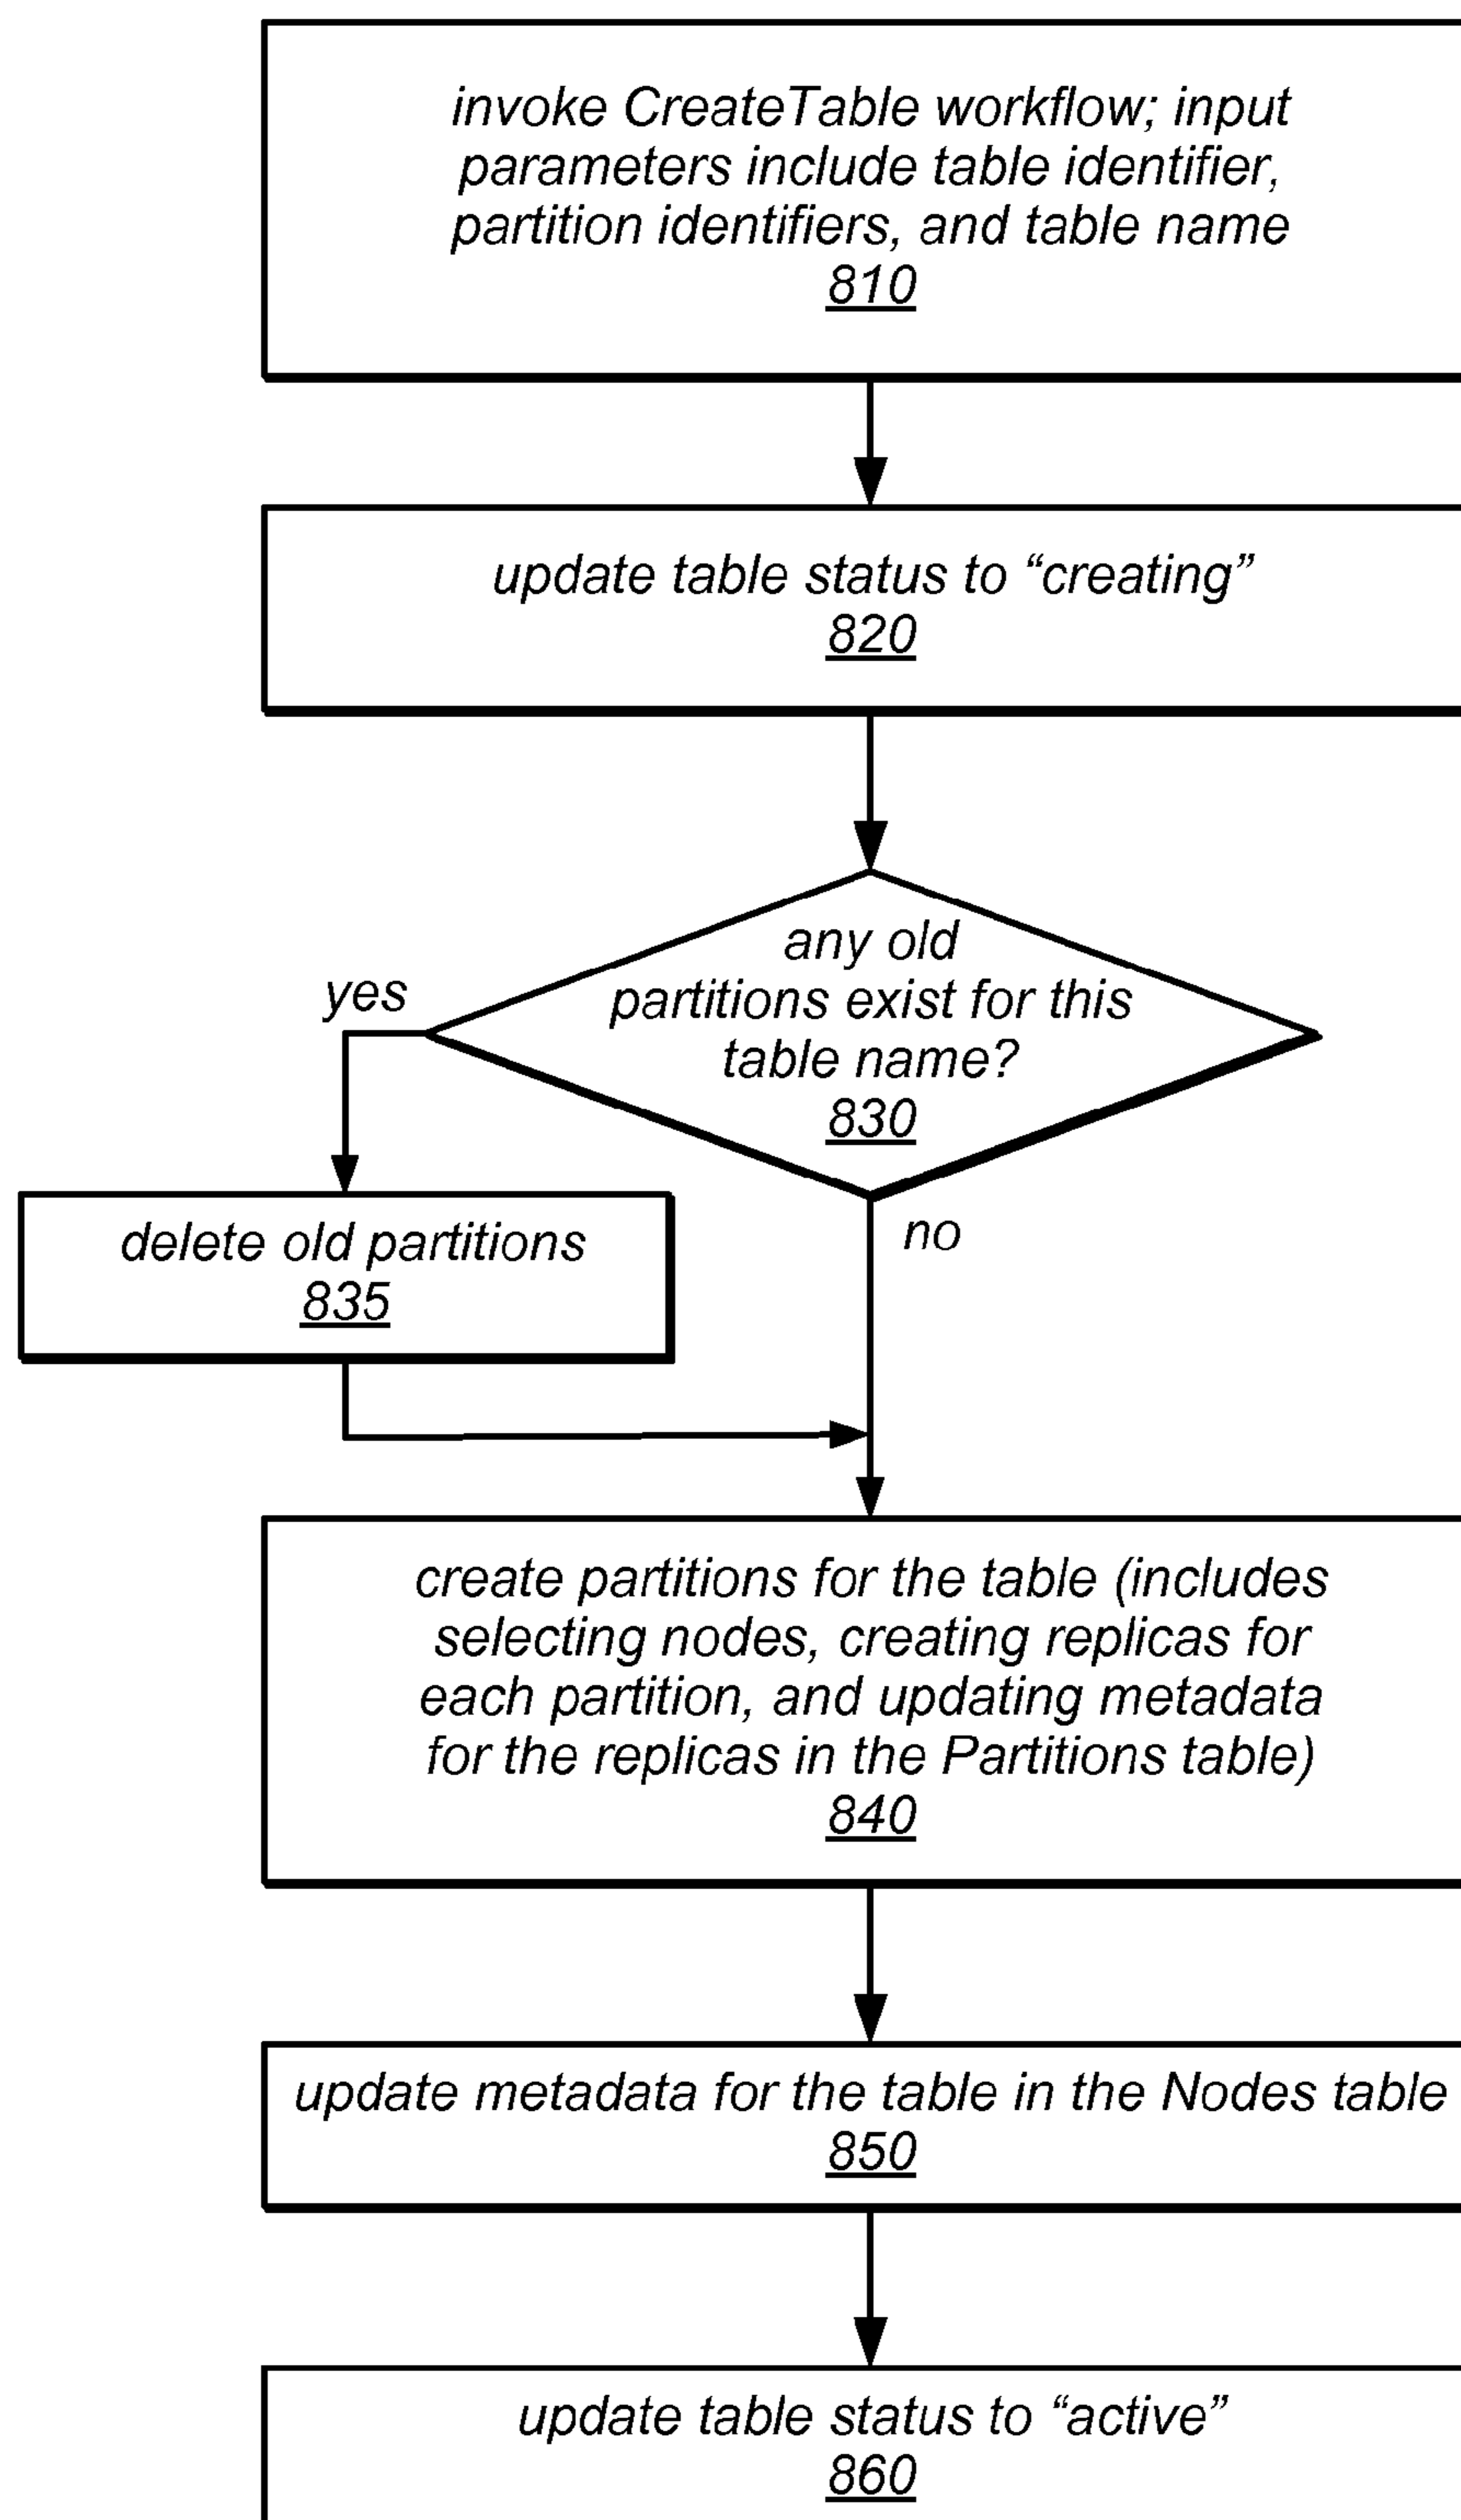 invoke CreateTable workflow; input
parameters include table identifier,
partition identifiers, and table name
810
update table status to “creating”
820
any old
partitions exist for this
table name?
830
yes
no
delete old partitions
835
create partitions for the table (includes
selecting nodes, creating replicas for
each partition, and updating metadata
for the replicas in the Partitions table)
840
update metadata for the table in the Nodes table
850
update table status to “active”
860